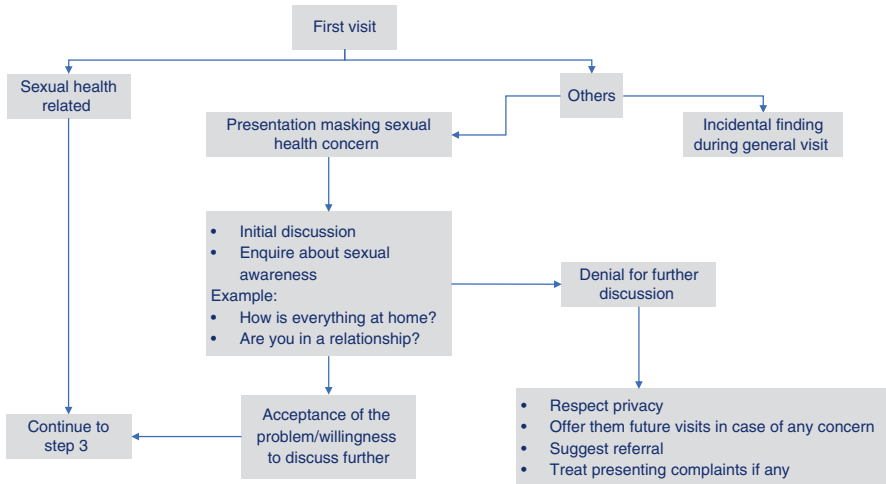 First visit
Sexual health
related
Others
Presentation masking sexual
health concern
Incidental finding
during general visit
• Initial discussion
• Enquire about sexual
awareness
Example:
• How is everything at home?
• Are you in a relationship?
Denial for further
discussion
Continue to
step 3
Acceptance of the
problem/willingness
to discuss further
• Respect privacy
• Offer them future visits in case of any concern
• Suggest referral
• Treat presenting complaints if any